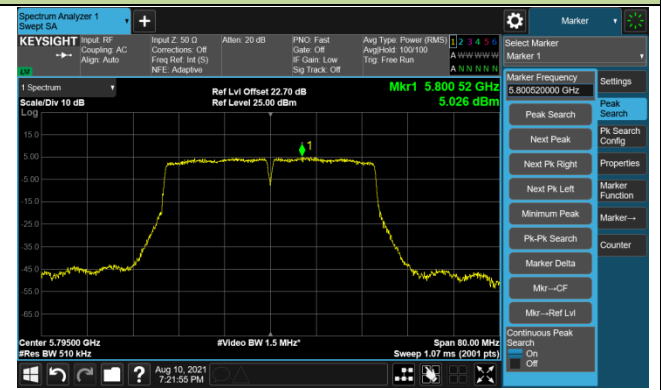 Spectrum Analyzer 1
Swept SA
Marker
KEYSIGHT
Input: RF
Coupling: AC
Align: Auto
Input Z: 50 Ω
Corrections: Off
Freq Ref: Int (S)
NFE: Adaptive
Atten: 20 dB
PNO: Fast
Gate: Off
IF Gain: Low
Sig Track: Off
Avg Type: Power (RMS)
Avg|Hold: 100/100
Trig: Free Run
1 2 3 4 5 6
A W W W W W
A N N N N N
Select Marker
Marker 1
LXI
1 Spectrum
Scale/Div 10 dB
Log
Ref Lvl Offset 22.70 dB
Ref Level 25.00 dBm
Mkr1 5.800 52 GHz
5.026 dBm
15.0
5.00
-5.00
-15.0
-25.0
-35.0
-45.0
-55.0
-65.0
1
Center 5.79500 GHz
#Res BW 510 kHz
#Video BW 1.5 MHz*
Span 80.00 MHz
Sweep 1.07 ms (2001 pts)
Marker Frequency
5.800520000 GHz
Peak Search
Next Peak
Next Pk Right
Next Pk Left
Minimum Peak
Pk-Pk Search
Marker Delta
Mkr→CF
Mkr→Ref Lvl
Continuous Peak
Search
On
Off
Settings
Peak
Search
Pk Search
Config
Properties
Marker
Function
Marker→
Counter
?
Aug 10, 2021
7:21:55 PM